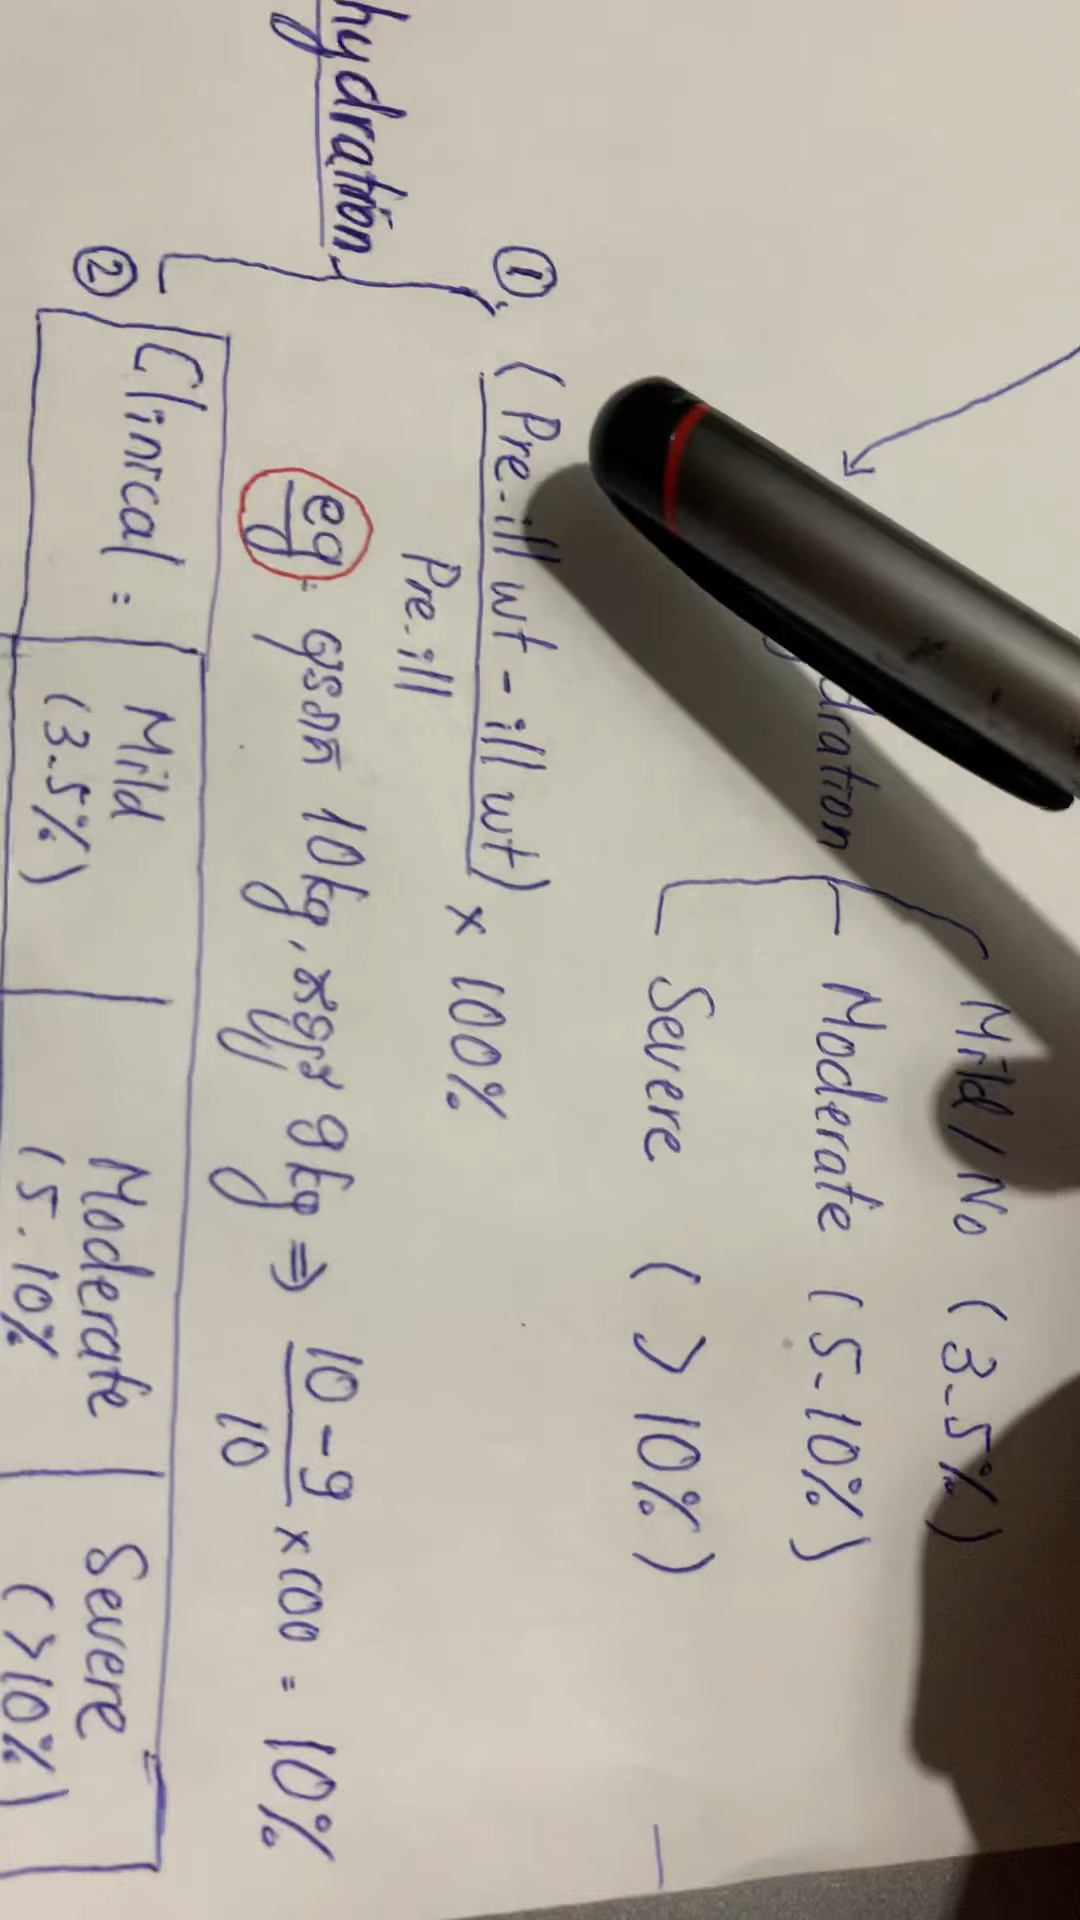 dration
Mild / No (3-5%)
Moderate (5-10%)
Severe (>10%)
hydration
① (Pre-ill wt - ill wt) × 100%
Pre-ill
eg. 10kg, 9kg ⇒ 10 - 9 × 100 = 10%
10
② Clinical : Mild Moderate Severe
(3-5%) (5-10% (>10%)